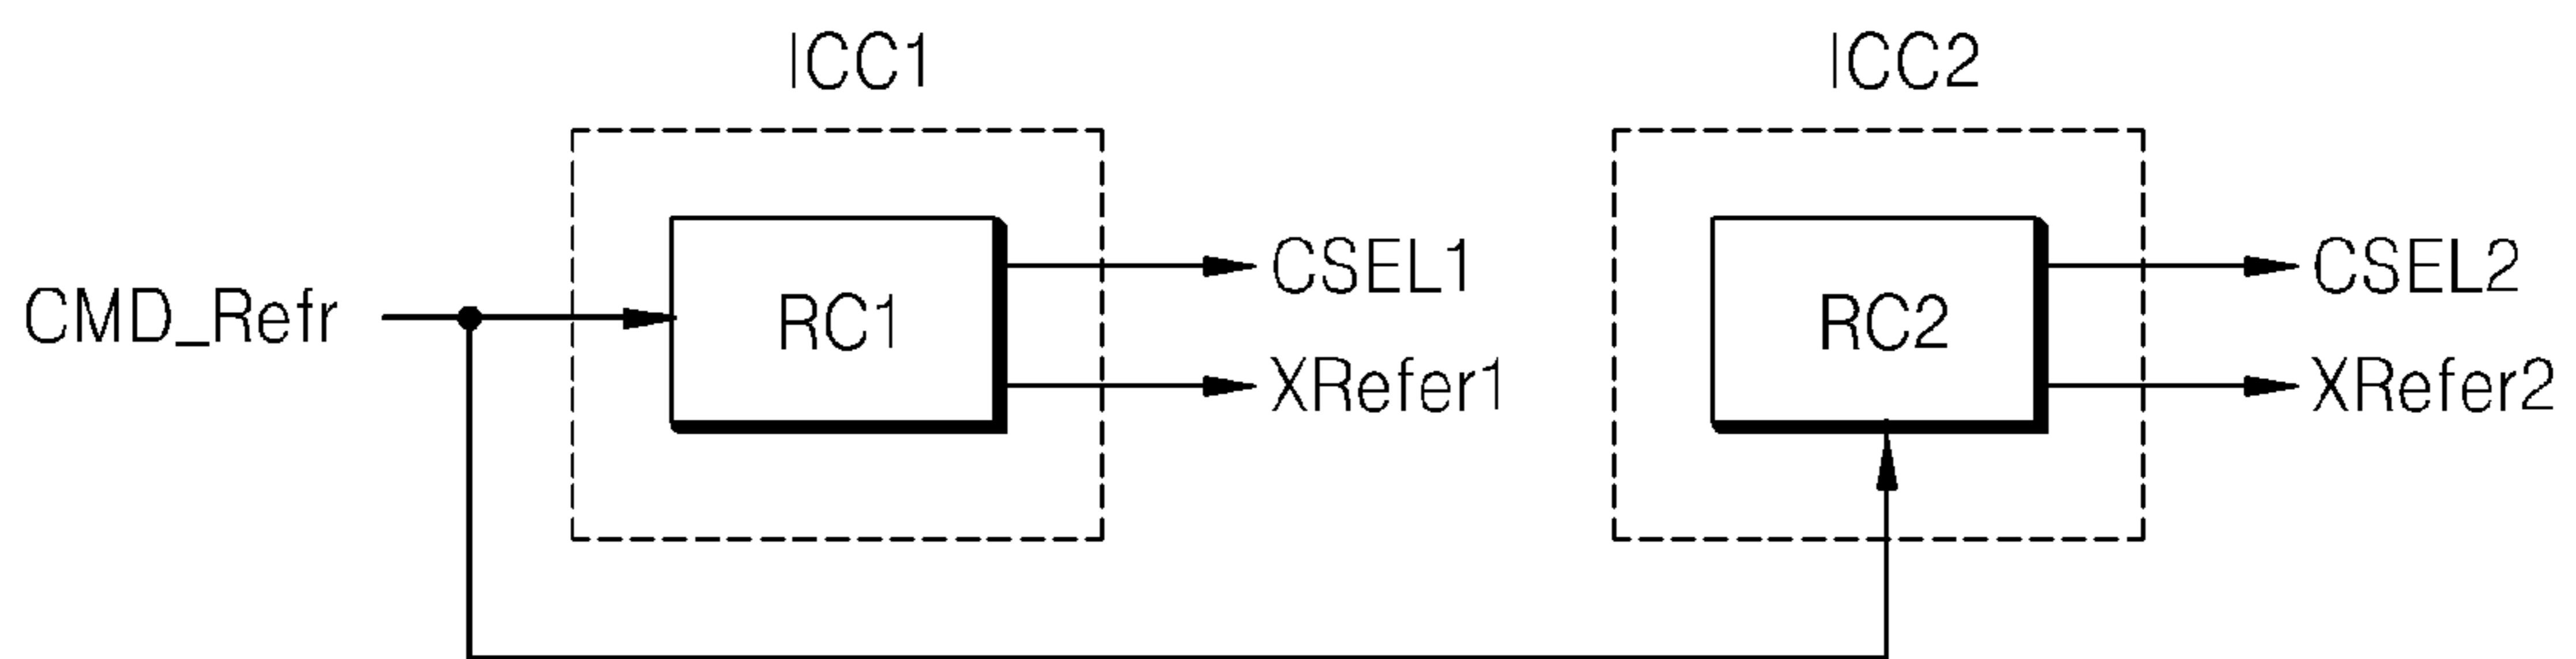 ICC1
ICC2
CMD_Refr
RC1
CSEL1
XRefer1
RC2
CSEL2
XRefer2